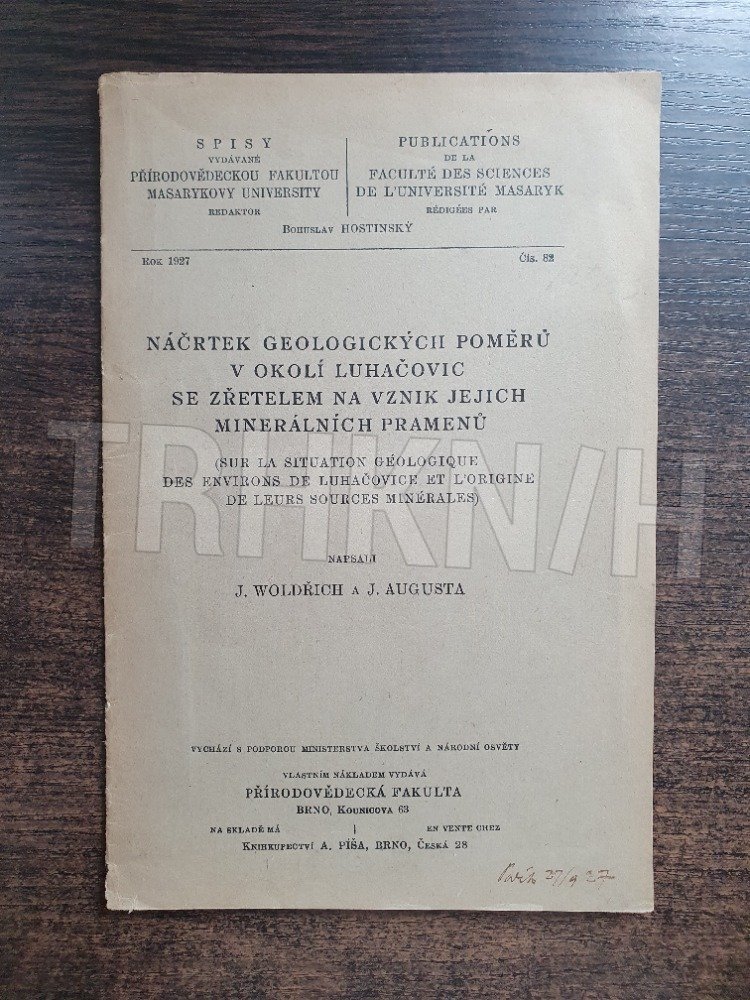 SPISY
VYDÁVANÉ
PŘÍRODOVĚDECKOU FAKULTOU
MASARYKOVY UNIVERSITY
REDAKTOR
PUBLICATIONS
DE LA
FACULTÉ DES SCIENCES
DE L'UNIVERSITÉ MASARYK
RÉDIGÉES PAR
BOHUSLAV HOSTINSKÝ
ROK 1927
ČÍS. 82
NÁČRTEK GEOLOGICKÝCH POMĚRŮ
V OKOLÍ LUHAČOVIC
SE ZŘETELEM NA VZNIK JEJICH
MINERÁLNÍCH PRAMENŮ
(SUR LA SITUATION GÉOLOGIQUE
DES ENVIRONS DE LUHAČOVICE ET L'ORIGINE
DE LEURS SOURCES MINÉRALES)
TRHKNIH
NAPSALI
J. WOLDŘICH A J. AUGUSTA
VYCHÁZÍ S PODPOROU MINISTERSTVA ŠKOLSTVÍ A NÁRODNÍ OSVĚTY
VLASTNÍM NÁKLADEM VYDÁVÁ
PŘÍRODOVĚDECKÁ FAKULTA
BRNO, KOUNICOVA 63
NA SKLADĚ MÁ
EN VENTE CHEZ
KNIHKUPECTVÍ A. PÍŠA, BRNO, ČESKÁ 28
27/9 27